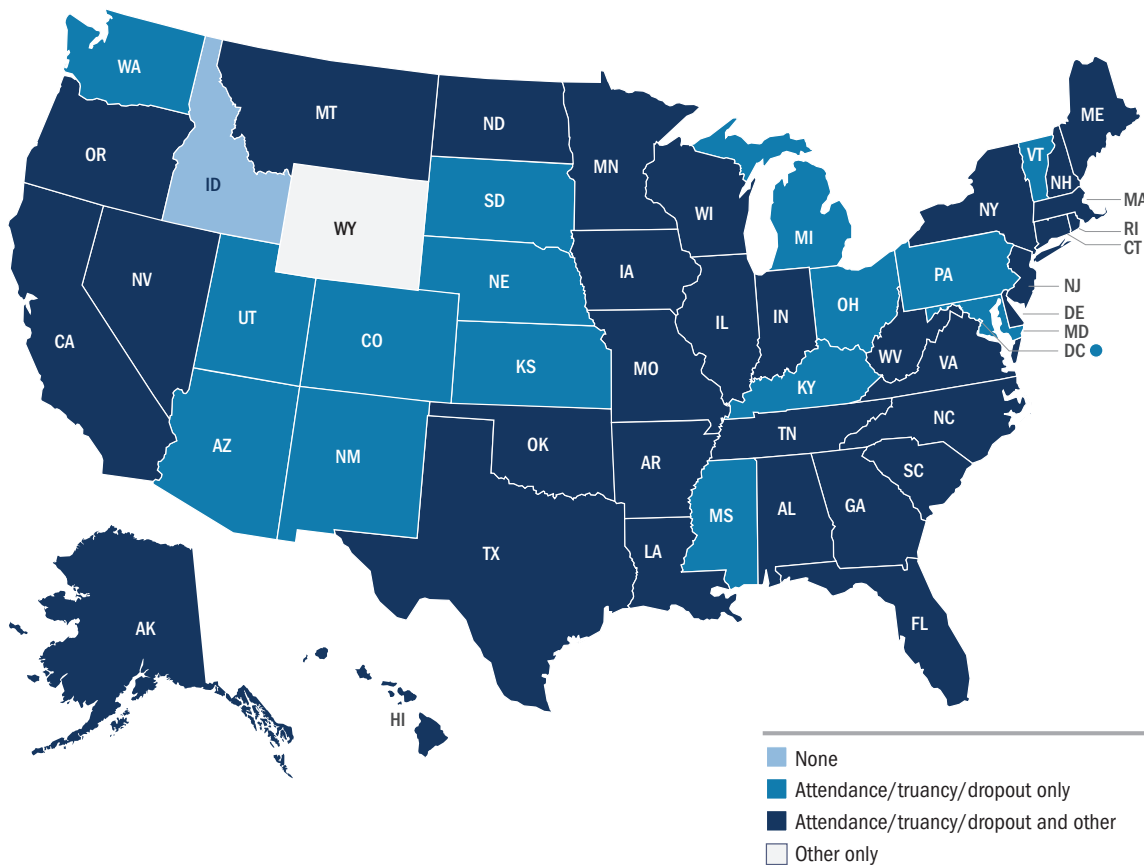 WA
MT
ND
MN
ME
OR
ID
SD
WI
VT
NH
NY
MA
WY
MI
RI
CT
NV
NE
IA
PA
NJ
UT
CO
IL
IN
OH
DE
MD
CA
KS
MO
WV
VA
DC
KY
AZ
NM
OK
AR
TN
NC
SC
MS
AL
GA
TX
LA
AK
FL
HI
None
Attendance/truancy/dropout only
Attendance/truancy/dropout and other
Other only